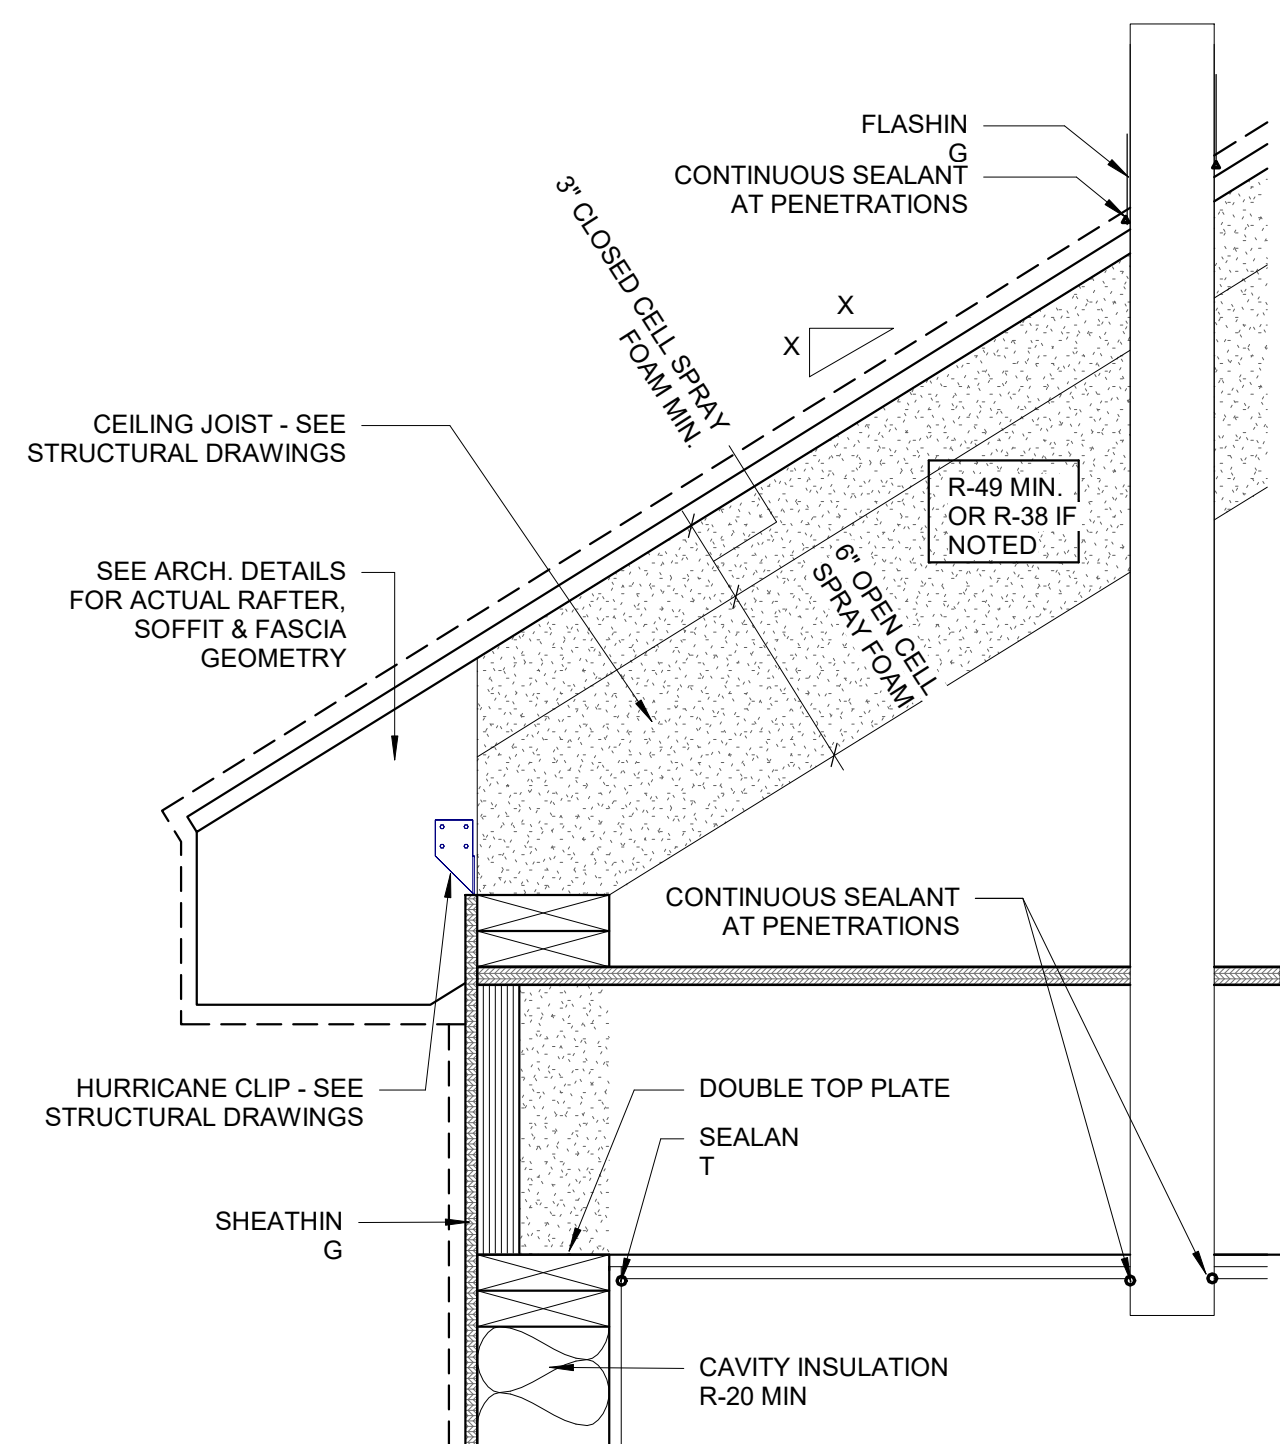 FLASHIN
G
CONTINUOUS SEALANT
AT PENETRATIONS
3" CLOSED CELL SPRAY
FOAM MIN.
X
X
CEILING JOIST - SEE
STRUCTURAL DRAWINGS
R-49 MIN.
OR R-38 IF
NOTED
6" OPEN CELL
SPRAY FOAM
SEE ARCH. DETAILS
FOR ACTUAL RAFTER,
SOFFIT & FASCIA
GEOMETRY
CONTINUOUS SEALANT
AT PENETRATIONS
HURRICANE CLIP - SEE
STRUCTURAL DRAWINGS
DOUBLE TOP PLATE
SEALAN
T
SHEATHIN
G
CAVITY INSULATION
R-20 MIN